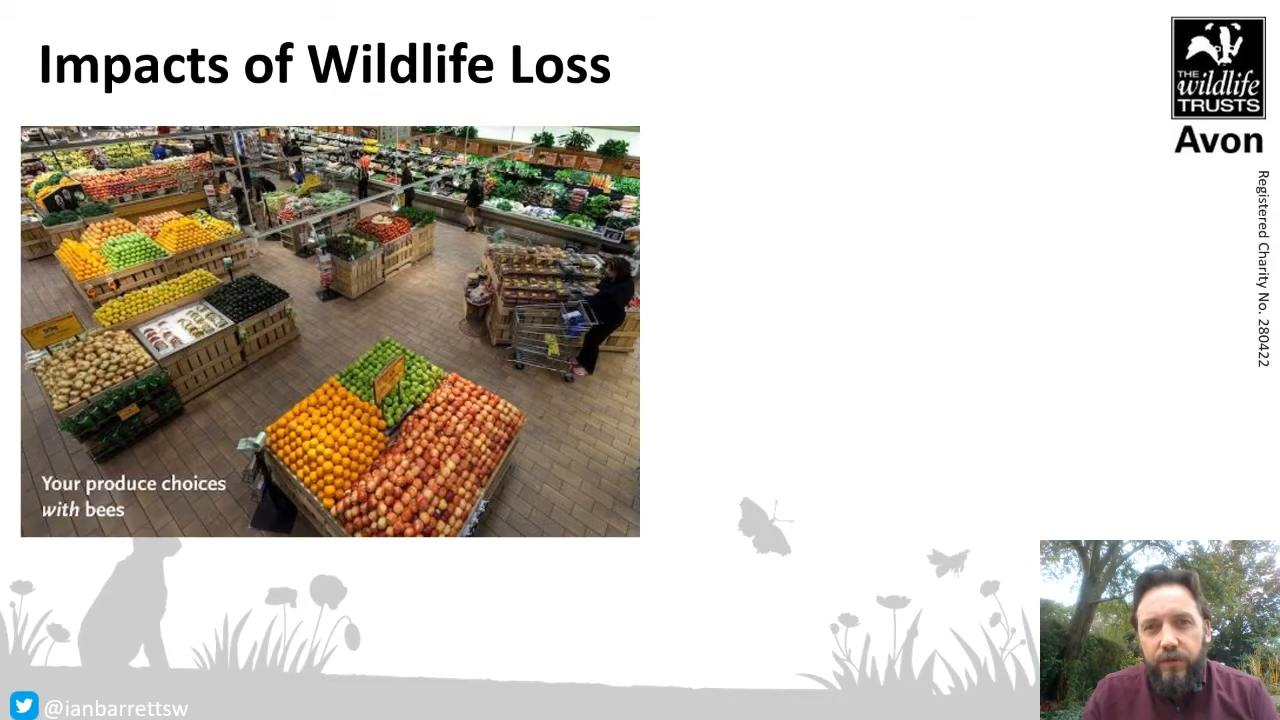 Impacts of Wildlife Loss
THE
wildlife
TRUSTS
Avon
Registered Charity No. 280422
Your produce choices
with bees
@ianbarrettsw